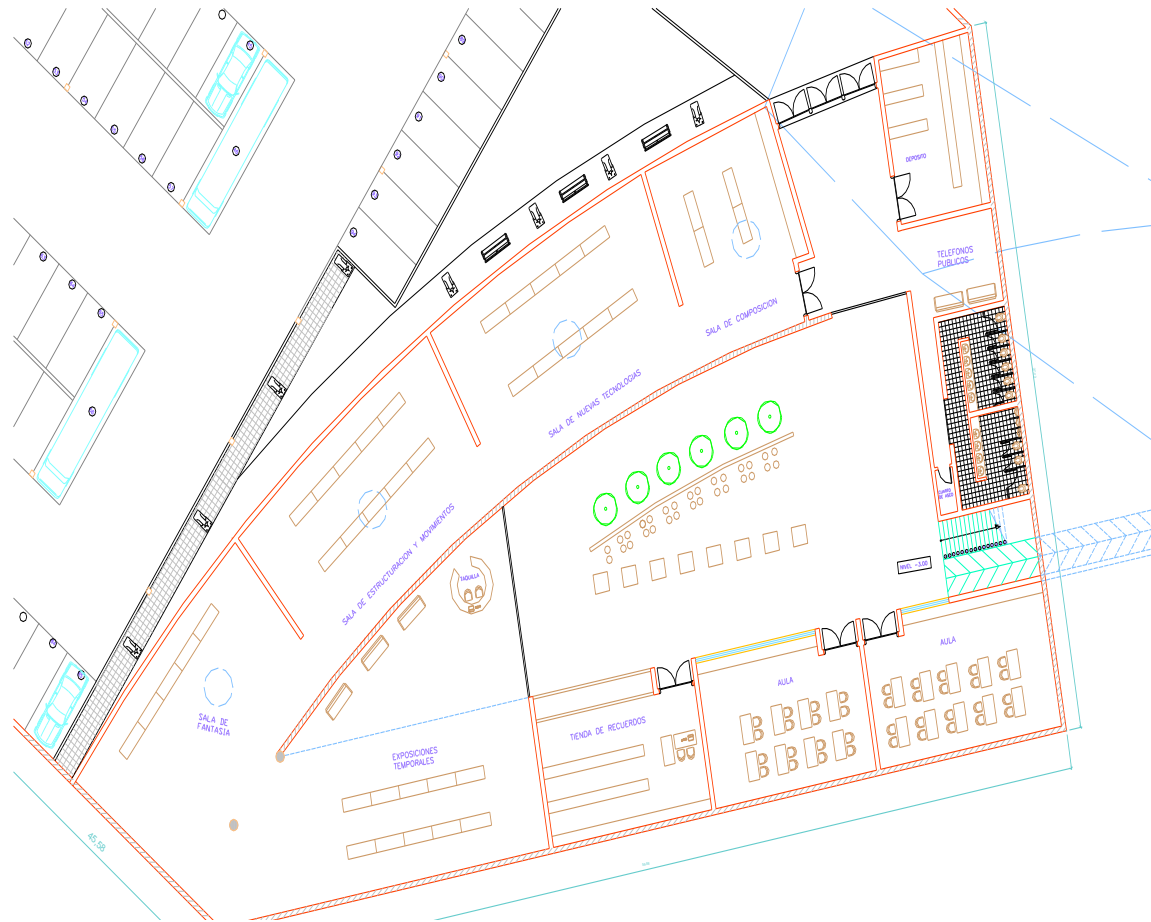 DEPOSITO
TELEFONOS
PUBLICOS
SALA DE COMPOSICION
SALA DE NUEVAS TECNOLOGIAS
SALA DE ESTRUCTURACION Y MOVIMIENTOS
TAQUILLA
NIVEL -3.00
AULA
AULA
SALA DE
FANTASIA
TIENDA DE RECUERDOS
EXPOSICIONES
TEMPORALES
45,58